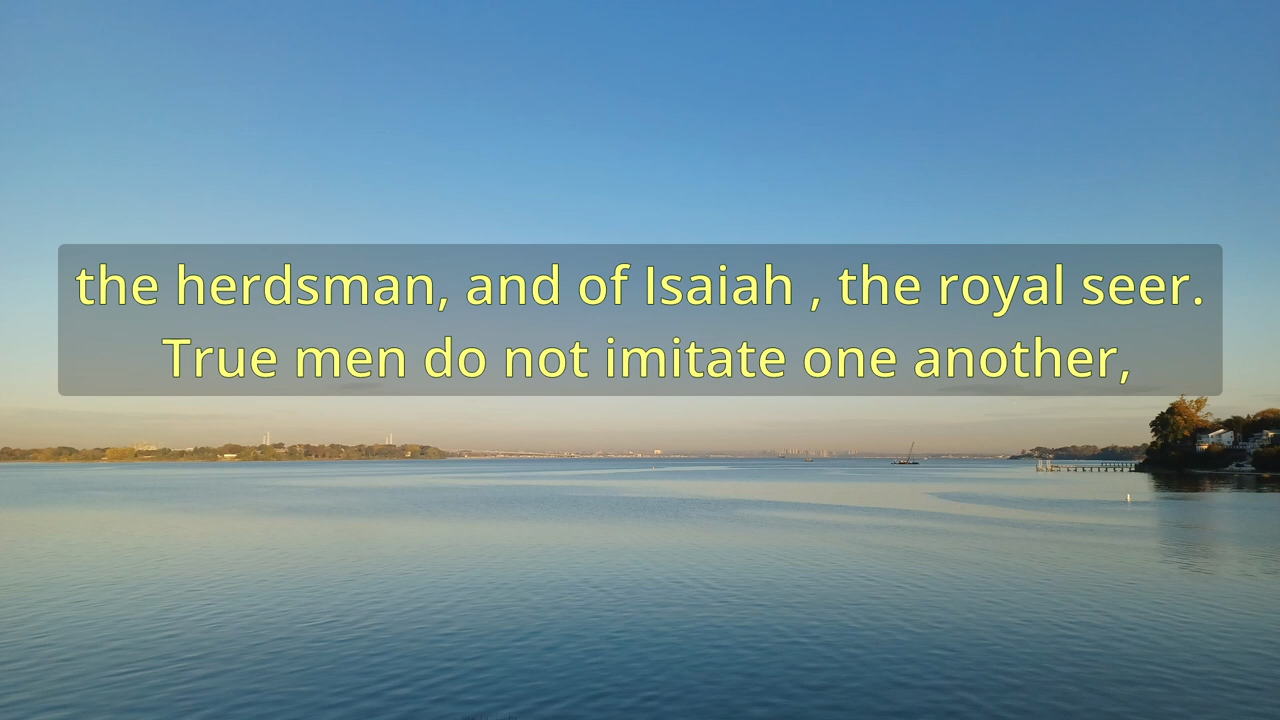 the herdsman, and of Isaiah , the royal seer.
True men do not imitate one another,